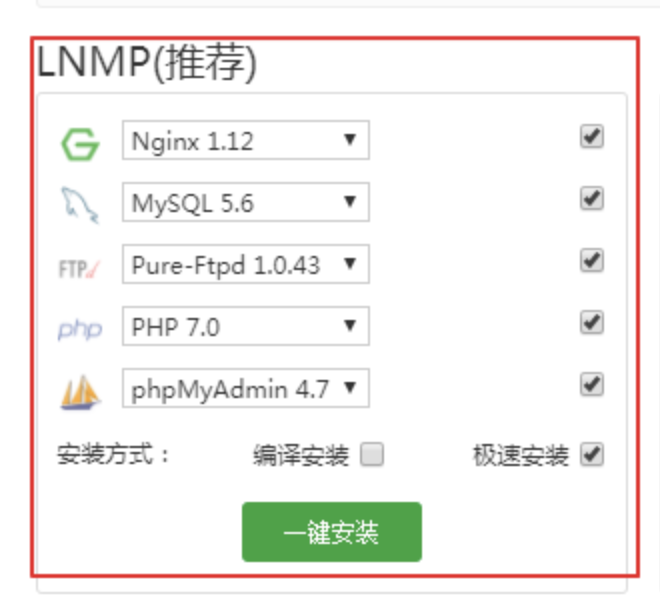 LNMP(推荐)
Nginx 1.12
MySQL 5.6
FTP Pure-Ftpd 1.0.43
php PHP 7.0
phpMyAdmin 4.7
安装方式： 编译安装 极速安装
一键安装